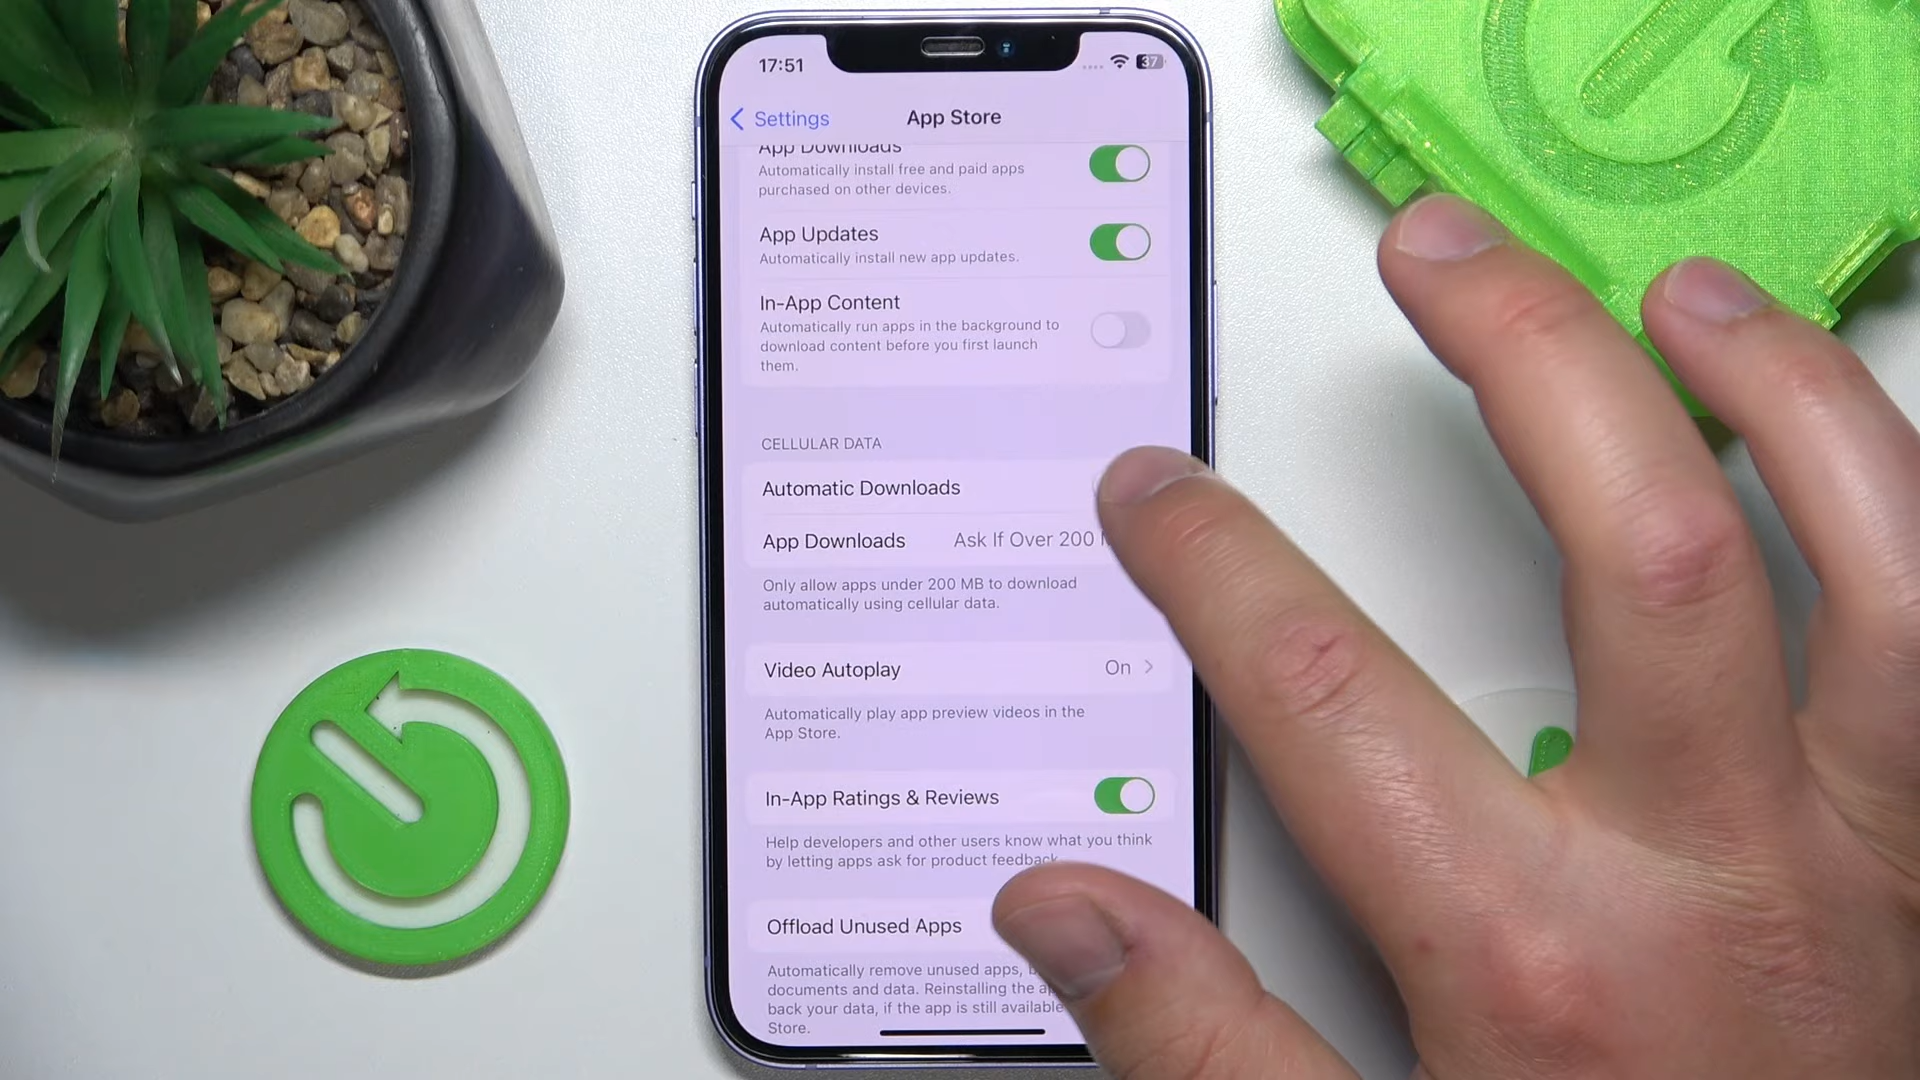 17:51
37
Settings
App Store
App Downloads
Automatically install free and paid apps
purchased on other devices.
App Updates
Automatically install new app updates.
In-App Content
Automatically run apps in the background to
download content before you first launch
them.
CELLULAR DATA
Automatic Downloads
App Downloads Ask If Over 200
Only allow apps under 200 MB to download
automatically using cellular data.
Video Autoplay On
Automatically play app preview videos in the
App Store.
In-App Ratings & Reviews
Help developers and other users know what you think
by letting apps ask for product feedback.
Offload Unused Apps
Automatically remove unused apps,
documents and data. Reinstalling the
back your data, if the app is still available
Store.